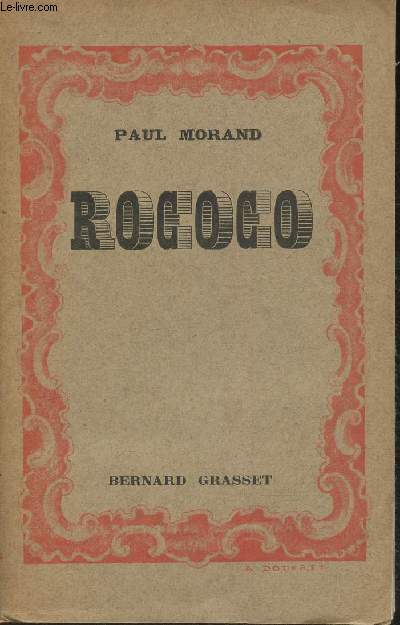 Le-livre.com
PAUL MORAND
ROCOCO
BERNARD GRASSET